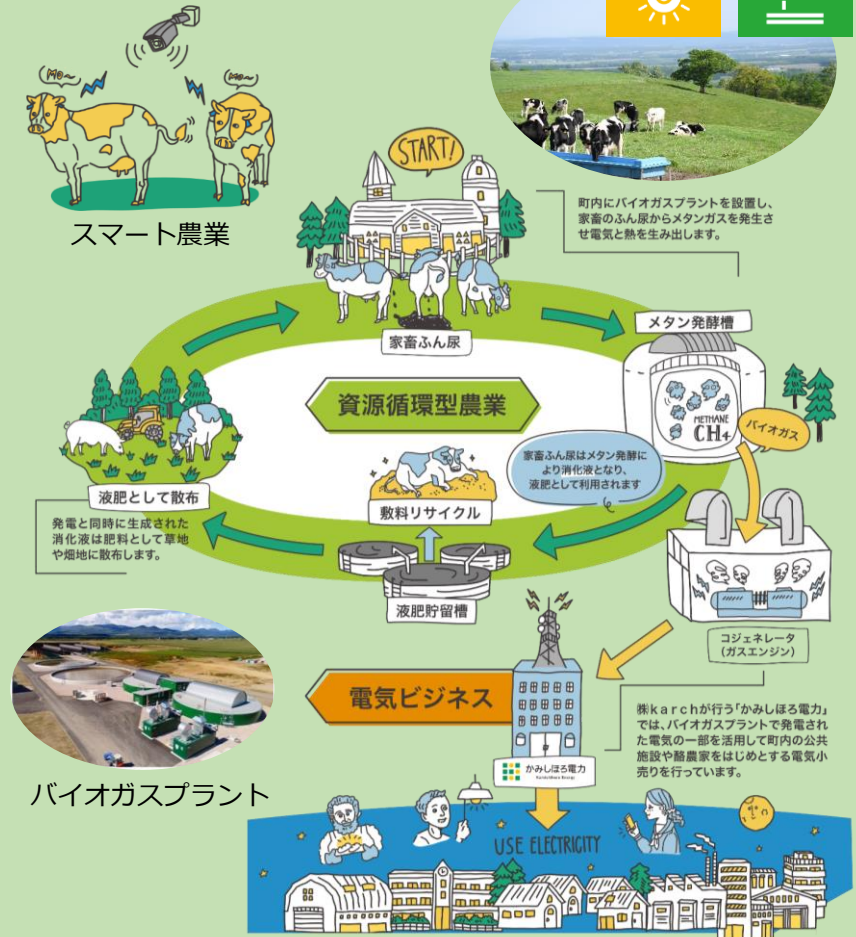 (MO~)
(MO~)
スマート農業
START!
町内にバイオガスプラントを設置し、
家畜のふん尿からメタンガスを発生さ
せ電気と熱を生み出します。
家畜ふん尿
メタン発酵槽
METHANE
CH4
バイオガス
資源循環型農業
家畜ふん尿はメタン発酵に
より消化液となり、
液肥として利用されます
敷料リサイクル
液肥として散布
発電と同時に生成された
消化液は肥料として草地
や畑地に散布します。
液肥貯留槽
コジェネレータ
(ガスエンジン)
電気ビジネス
㈱karchが行う「かみしほろ電力」
では、バイオガスプラントで発電され
た電気の一部を活用して町内の公共
施設や酪農家をはじめとする電気小
売りを行っています。
かみしほろ電力
Kamishihoro Energy
バイオガスプラント
USE ELECTRICITY